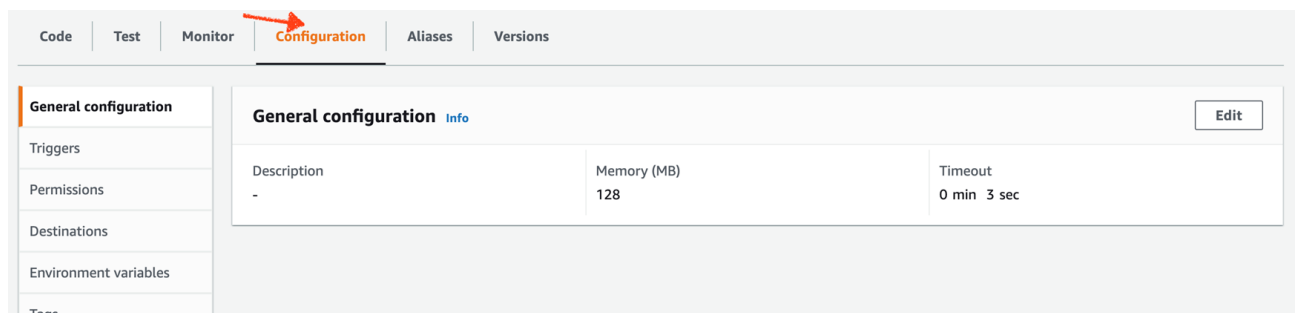 Code Test Monitor Configuration Aliases Versions
General configuration
Triggers
Permissions
Destinations
Environment variables
Tags
General configuration Info Edit
Description Memory (MB) Timeout
- 128 0 min 3 sec